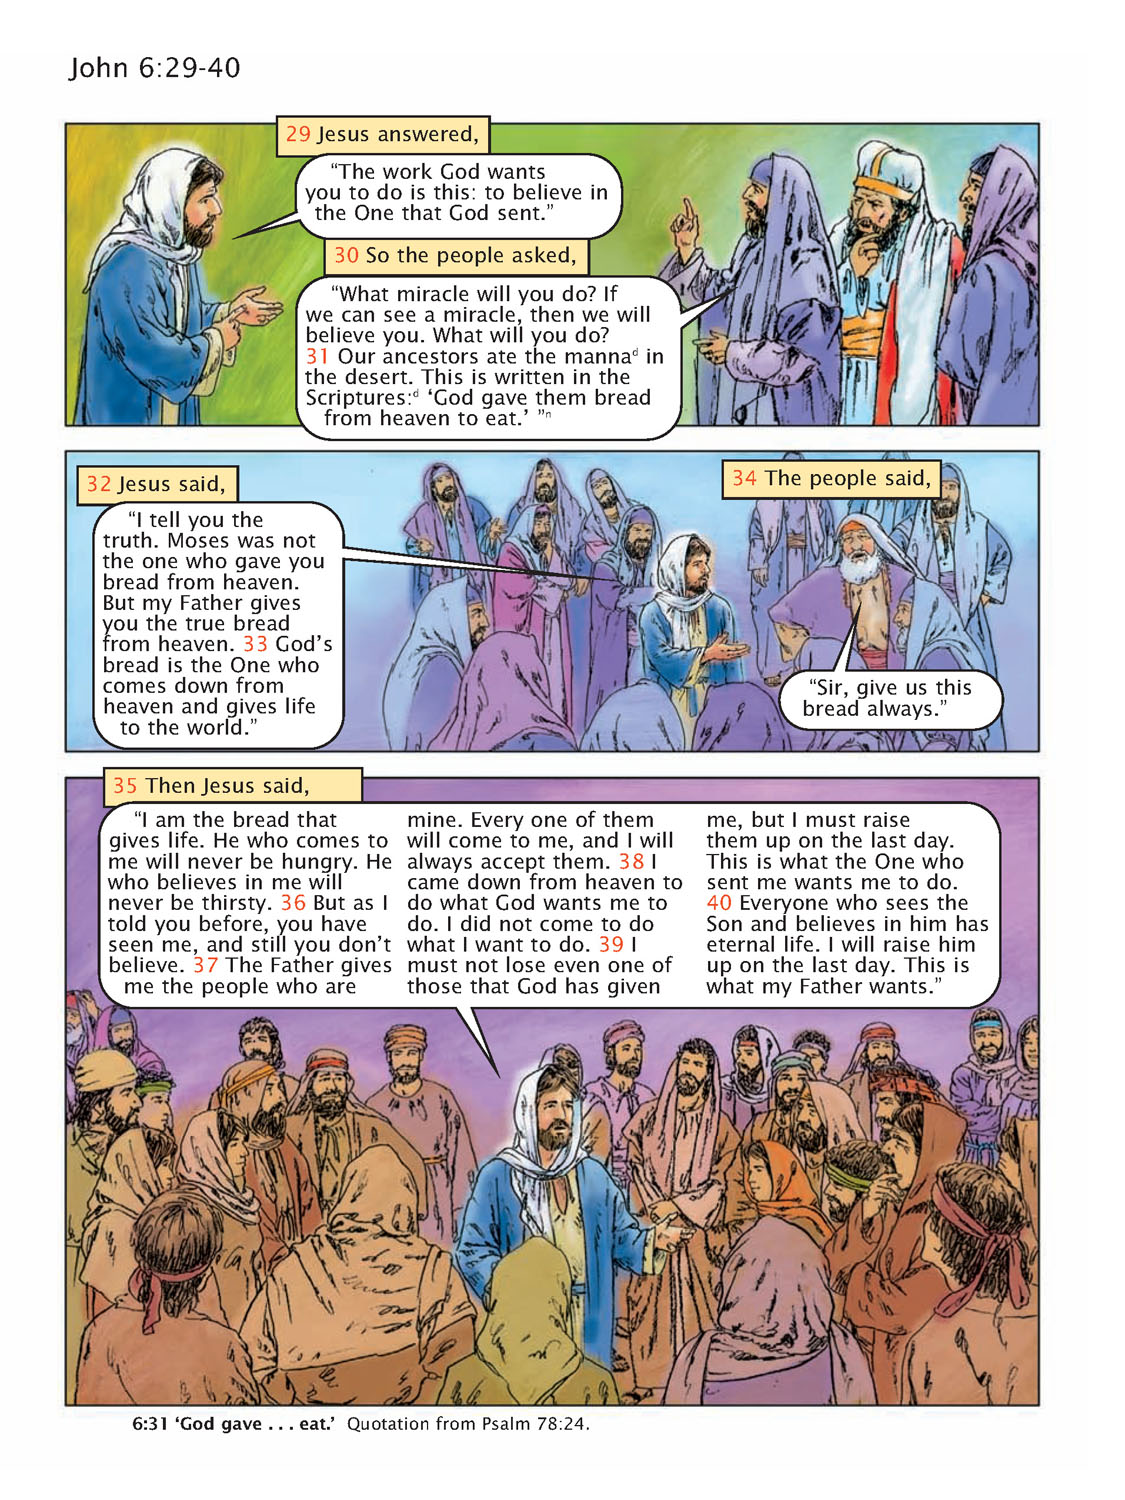 John 6:29-40
29 Jesus answered,
“The work God wants
you to do is this: to believe in
the One that God sent.”
30 So the people asked,
“What miracle will you do? If
we can see a miracle, then we will
believe you. What will you do?
31 Our ancestors ate the mannaᵈ in
the desert. This is written in the
Scriptures:ᵈ ‘God gave them bread
from heaven to eat.’ ”ⁿ
32 Jesus said,
“I tell you the
truth. Moses was not
the one who gave you
bread from heaven.
But my Father gives
you the true bread
from heaven. 33 God’s
bread is the One who
comes down from
heaven and gives life
to the world.”
34 The people said,
“Sir, give us this
bread always.”
35 Then Jesus said,
“I am the bread that
gives life. He who comes to
me will never be hungry. He
who believes in me will
never be thirsty. 36 But as I
told you before, you have
seen me, and still you don’t
believe. 37 The Father gives
me the people who are
mine. Every one of them
will come to me, and I will
always accept them. 38 I
came down from heaven to
do what God wants me to
do. I did not come to do
what I want to do. 39 I
must not lose even one of
those that God has given
me, but I must raise
them up on the last day.
This is what the One who
sent me wants me to do.
40 Everyone who sees the
Son and believes in him has
eternal life. I will raise him
up on the last day. This is
what my Father wants.”
6:31 ‘God gave . . . eat.’ Quotation from Psalm 78:24.